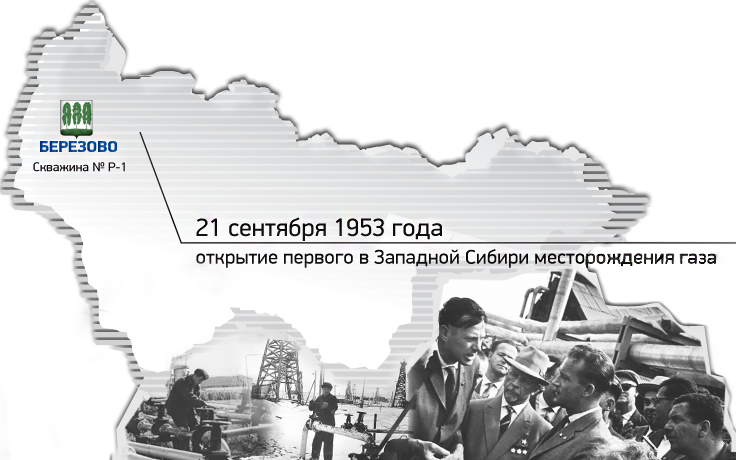 БЕРЕЗОВО
Скважина № Р-1
21 сентября 1953 года
открытие первого в Западной Сибири месторождения газа